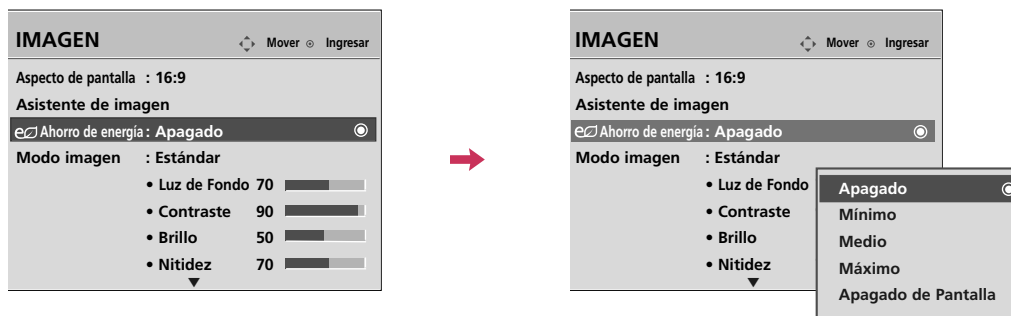 IMAGEN Mover Ingresar
Aspecto de pantalla : 16:9
Asistente de imagen
Ahorro de energía : Apagado
Modo imagen : Estándar
• Luz de Fondo 70
• Contraste 90
• Brillo 50
• Nitidez 70
IMAGEN Mover Ingresar
Aspecto de pantalla : 16:9
Asistente de imagen
Ahorro de energía : Apagado
Modo imagen : Estándar
• Luz de Fondo
• Contraste
• Brillo
• Nitidez
Apagado
Mínimo
Medio
Máximo
Apagado de Pantalla